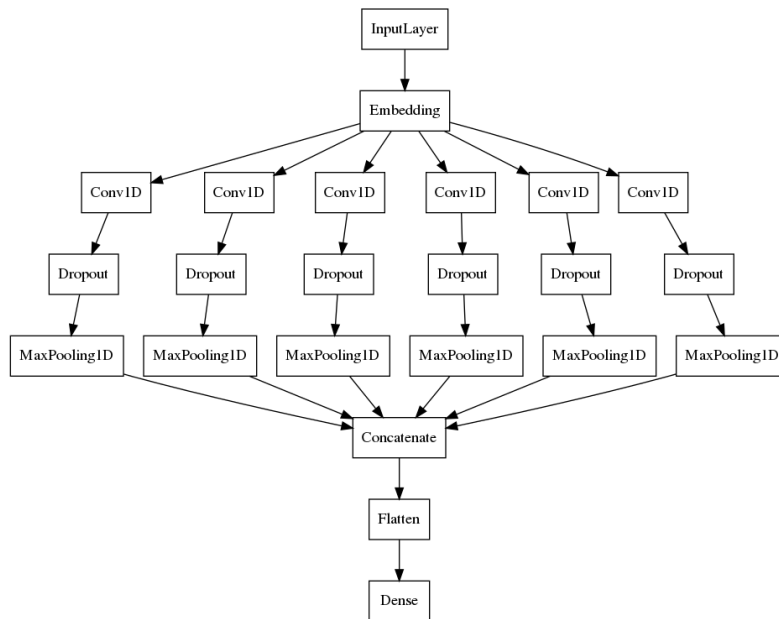 InputLayer
Embedding
Conv1D Conv1D Conv1D Conv1D Conv1D Conv1D
Dropout Dropout Dropout Dropout Dropout Dropout
MaxPooling1D MaxPooling1D MaxPooling1D MaxPooling1D MaxPooling1D MaxPooling1D
Concatenate
Flatten
Dense